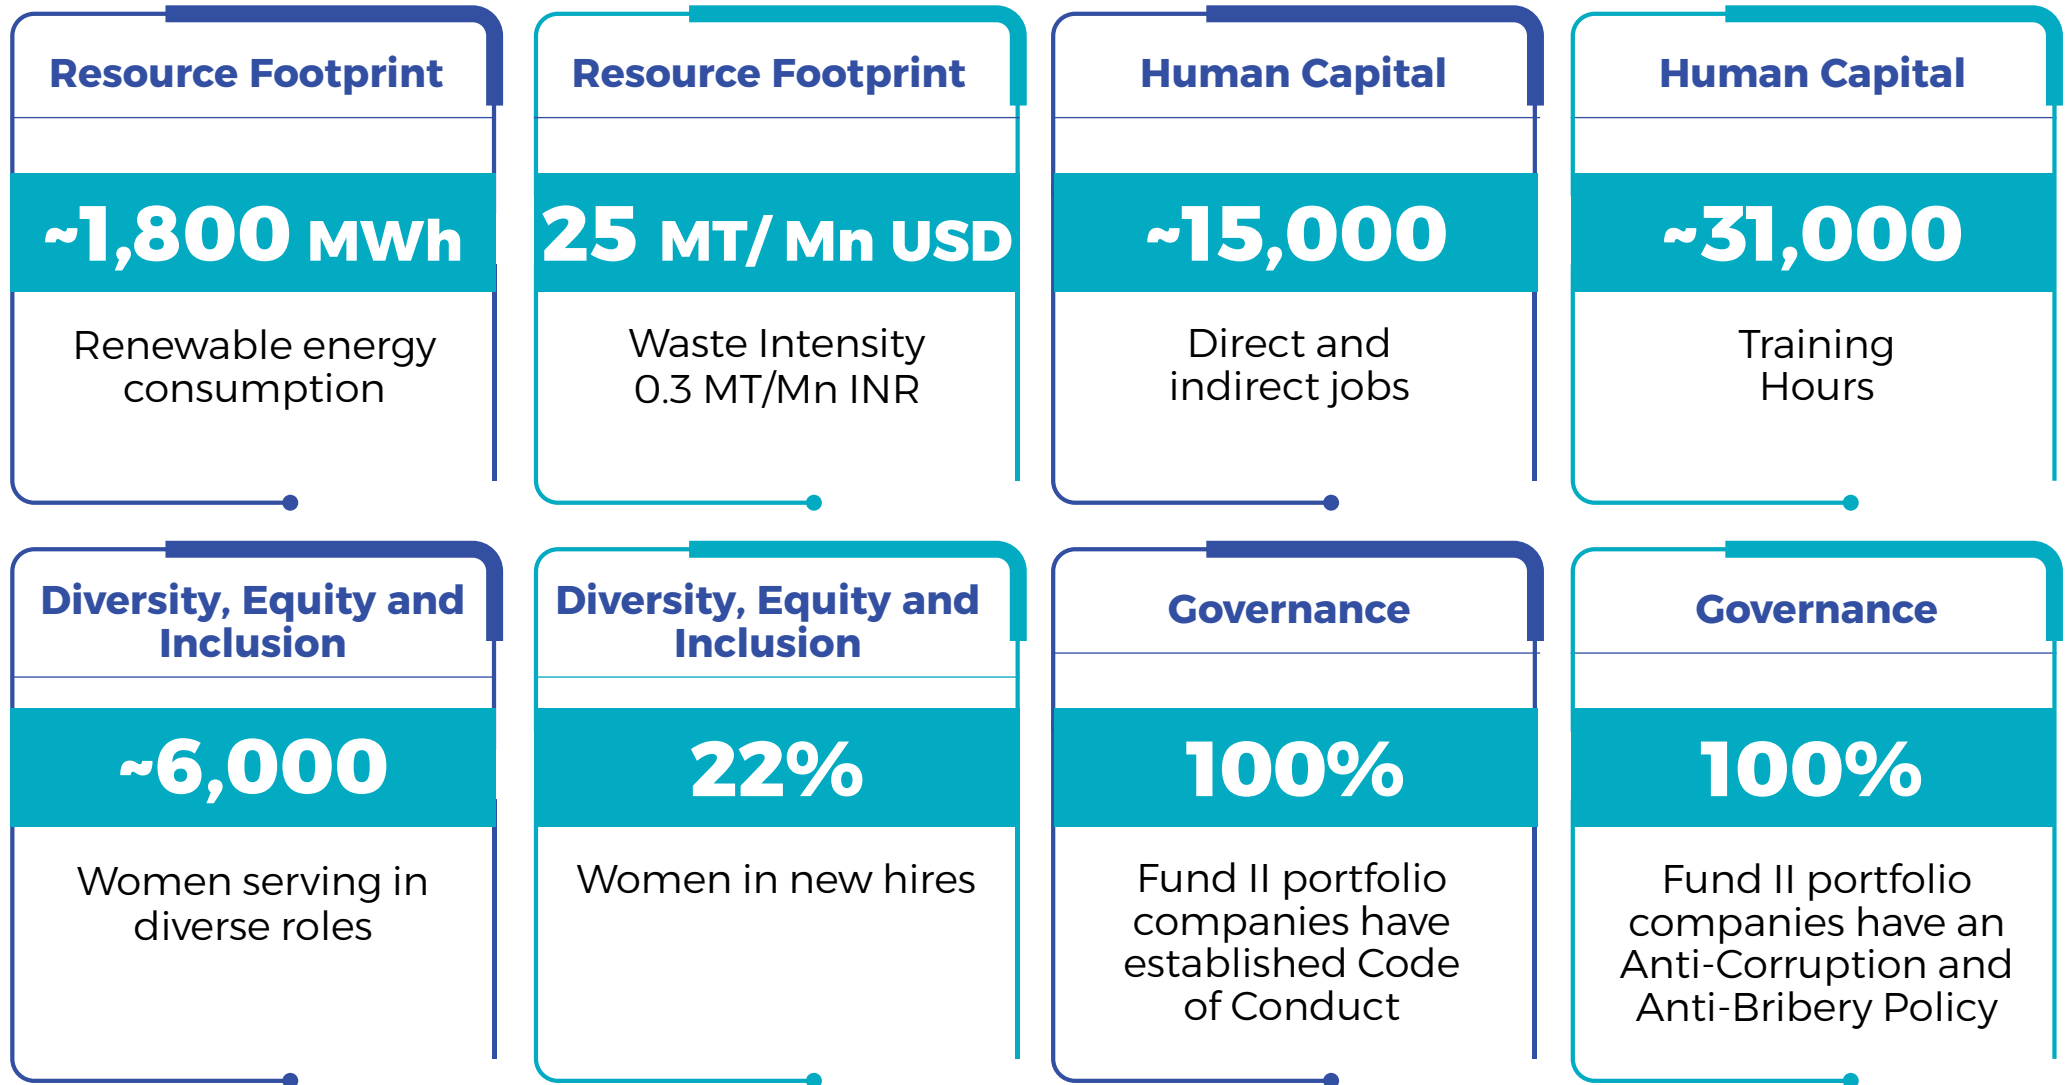 Resource Footprint
~1,800 MWh
Renewable energy
consumption
Resource Footprint
25 MT/ Mn USD
Waste Intensity
0.3 MT/Mn INR
Human Capital
~15,000
Direct and
indirect jobs
Human Capital
~31,000
Training
Hours
Diversity, Equity and
Inclusion
~6,000
Women serving in
diverse roles
Diversity, Equity and
Inclusion
22%
Women in new hires
Governance
100%
Fund II portfolio
companies have
established Code
of Conduct
Governance
100%
Fund II portfolio
companies have an
Anti-Corruption and
Anti-Bribery Policy